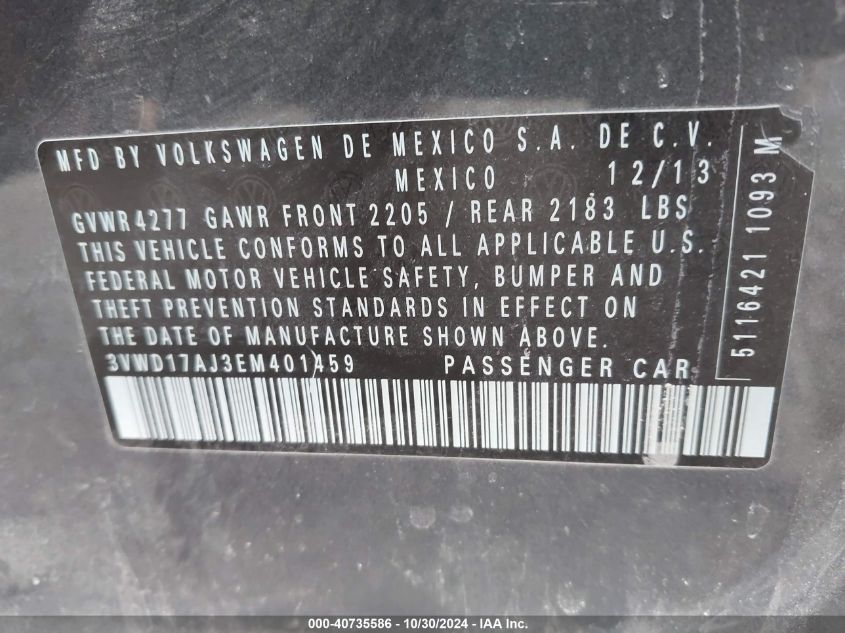 MFD BY VOLKSWAGEN DE MEXICO S.A. DE C.V.
MEXICO 12/13
GVWR4277 GAWR FRONT 2205 / REAR 2183 LBS
THIS VEHICLE CONFORMS TO ALL APPLICABLE U.S.
FEDERAL MOTOR VEHICLE SAFETY, BUMPER AND
THEFT PREVENTION STANDARDS IN EFFECT ON
THE DATE OF MANUFACTURE SHOWN ABOVE.
3VWD17AJ3EM401459 PASSENGER CAR
5116421 1093 M
000-40735586 / 10/30/2024 - IAA Inc.